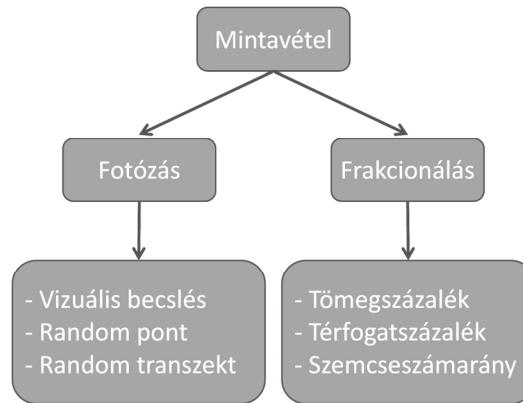 Mintavétel
Fotózás
Frakcionálás
- Vizuális becslés
- Random pont
- Random transzekt
- Tömegszázalék
- Térfogatszázalék
- Szemcseszámarány